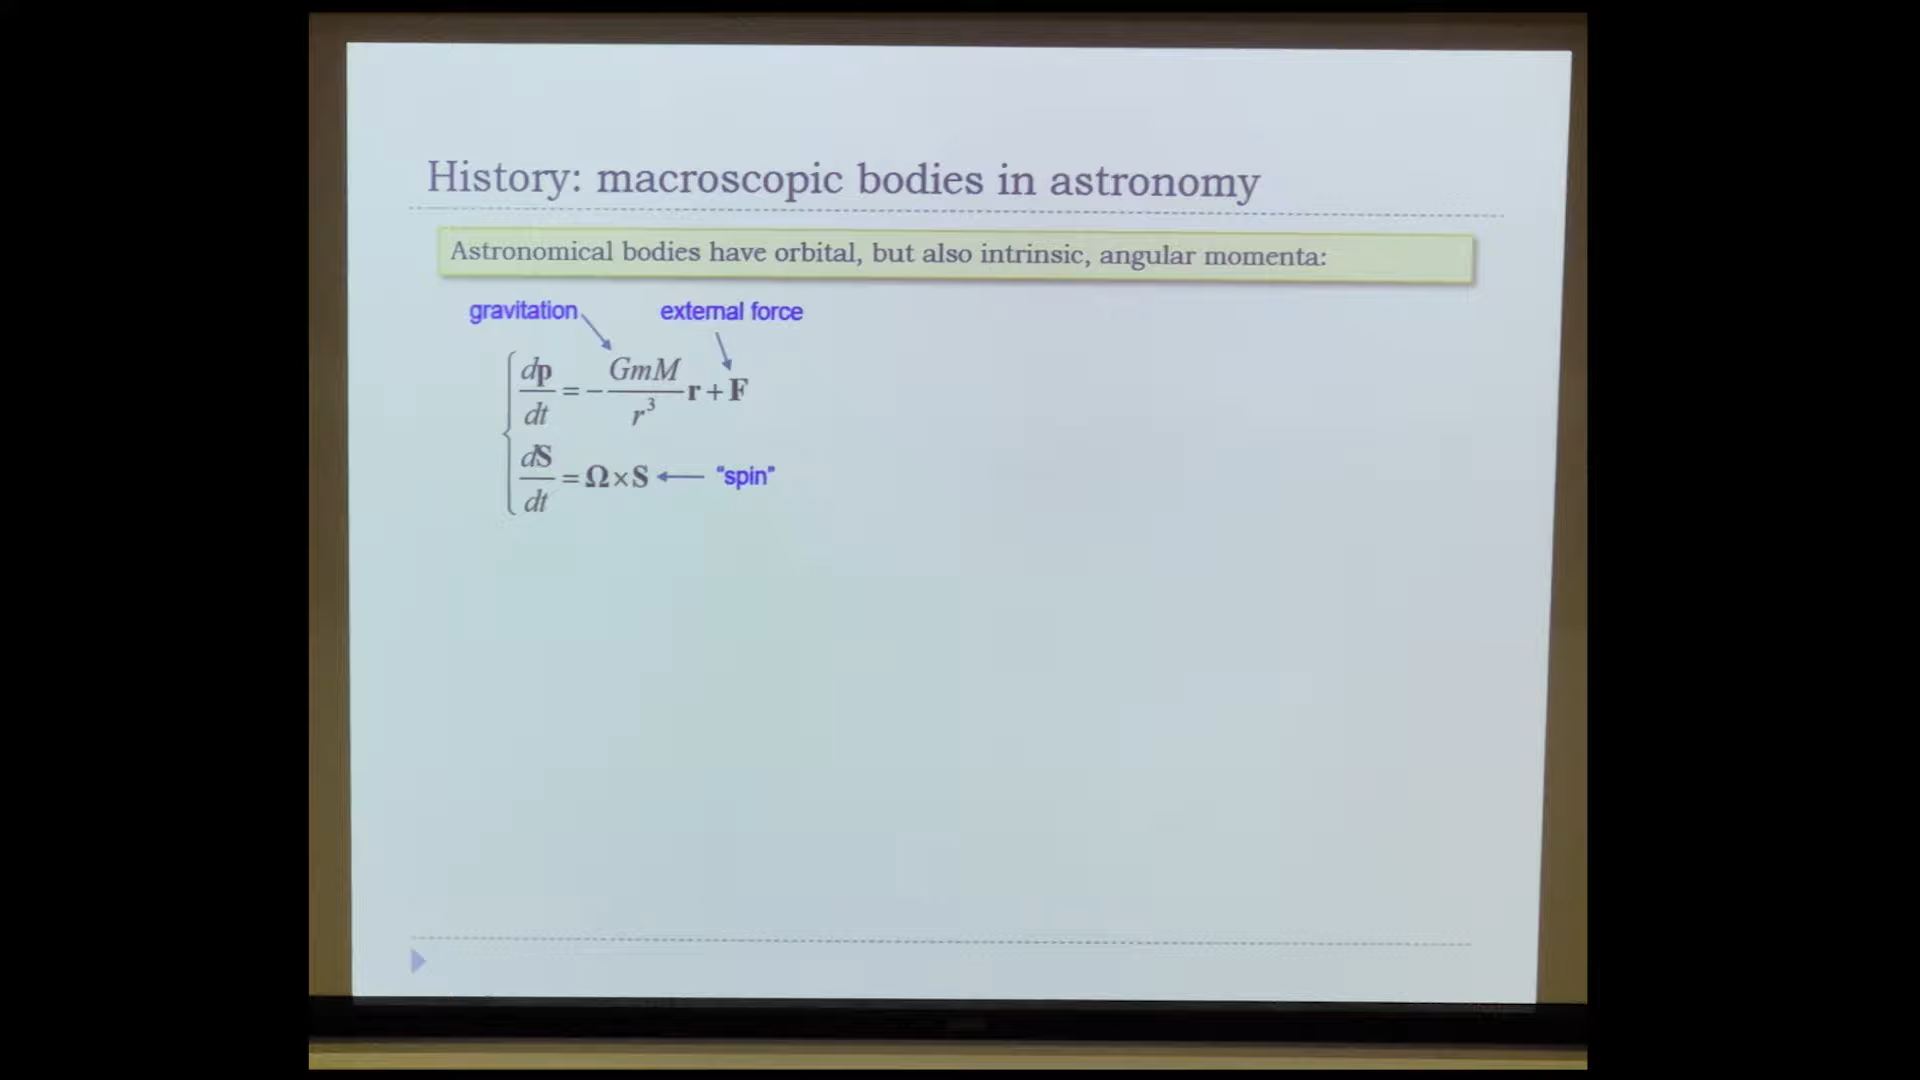 History: macroscopic bodies in astronomy
Astronomical bodies have orbital, but also intrinsic, angular momenta:
gravitation external force
dp/dt = −GmM/r³ r + F
dS/dt = Ω×S “spin”